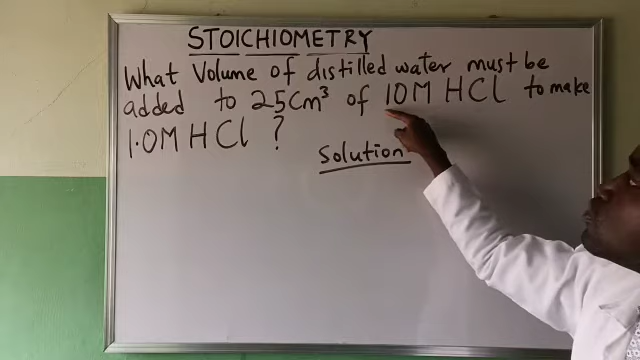 STOICHIOMETRY
What Volume of distilled water must be
added to 25Cm³ of 10M HCl to make
1.0M HCl ?
Solution